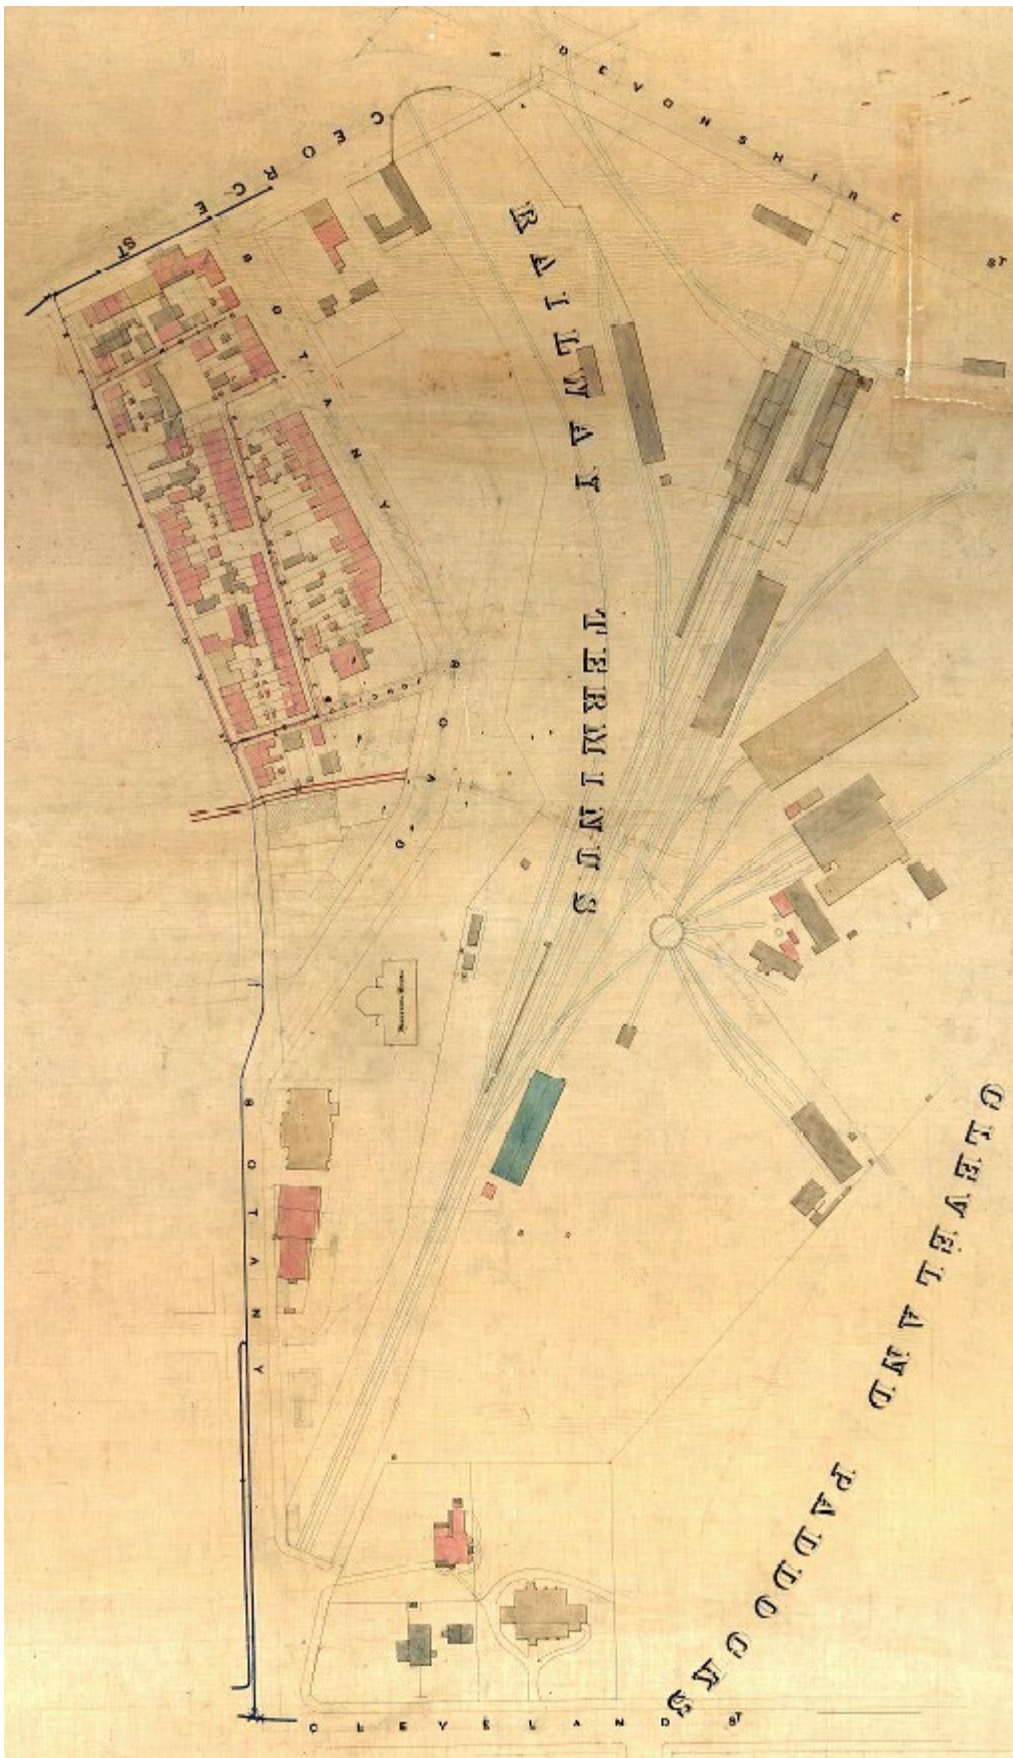 DEVONSHIRE ST
GEORGE ST
BOTANY ROAD
RAILWAY TERMINUS
BOTANY
CLEVELAND PADDOCKS
CLEVELAND ST